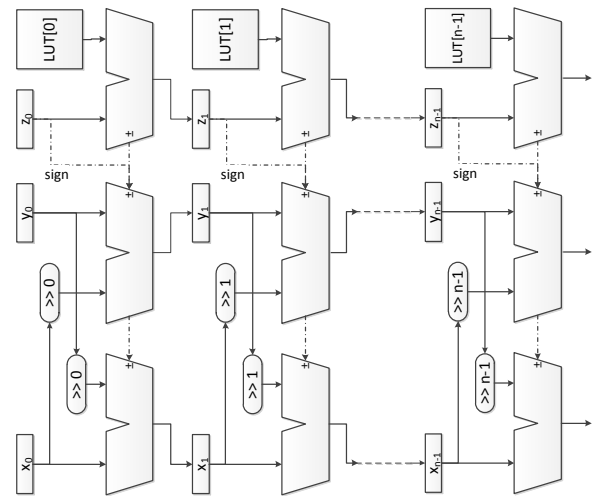 LUT[0]
LUT[1]
LUT[n-1]
z0
z1
zn-1
±
±
±
sign
sign
sign
±
±
±
y0
y1
yn-1
>> 0
>> 1
>> n-1
±
±
±
>> 0
>> 1
>> n-1
x0
x1
xn-1